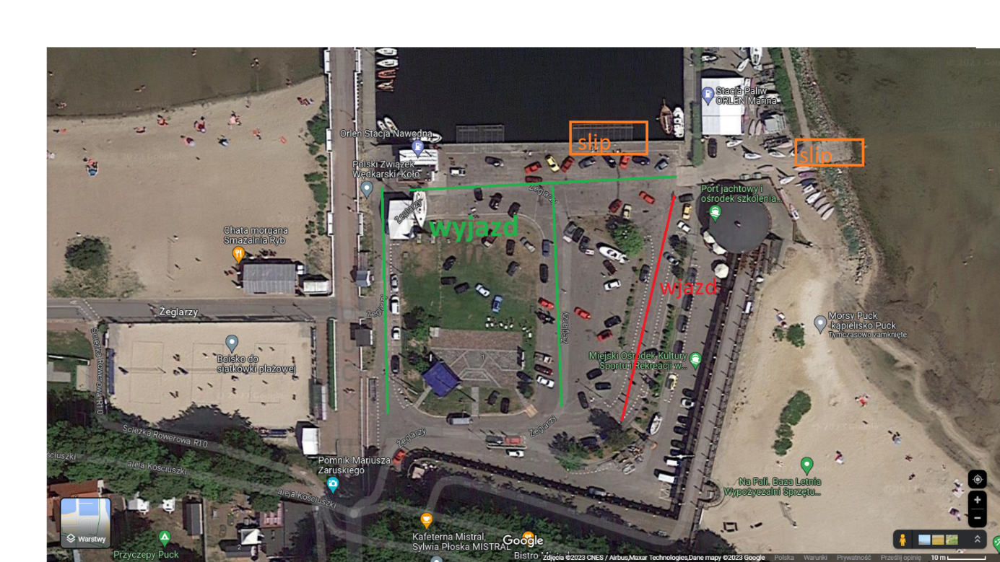 Stacja Paliw
ORLEN Marina
Orlen Stacja Nawodna
slip
slip
Polski Związek
Wędkarski-Koło
Żeglarzy
Port jachtowy i
ośrodek szkolenia...
Żeglarzy
wyjazd
Chata morgana
Smażalnia Ryb
wjazd
Żeglarzy
Żeglarzy
Żeglarzy
Morsy Puck
-kąpielisko Puck
Tymczasowo zamknięte
Boisko do
siatkówki plażowej
Miejski Ośrodek Kultury
Sportu i Rekreacji w...
Ścieżka Rowerowa R10
Ścieżka Rowerowa R10
Żeglarzy
Żeglarzy
ściuszki
aleja Kościuszki
Pomnik Mariusza
Zaruskiego
aleja Kościuszki
Na Fali. Baza Letnia
Wypożyczalni Sprzętu...
Warstwy
Kafeterna Mistral,
Sylwia Płoska MISTRAL
Google
Przyczepy Puck
2
Zdjęcia ©2023 CNES / Airbus,Maxar Technologies,Dane mapy ©2023 Google Polska Warunki Prywatność Prześlij opinię 10 m